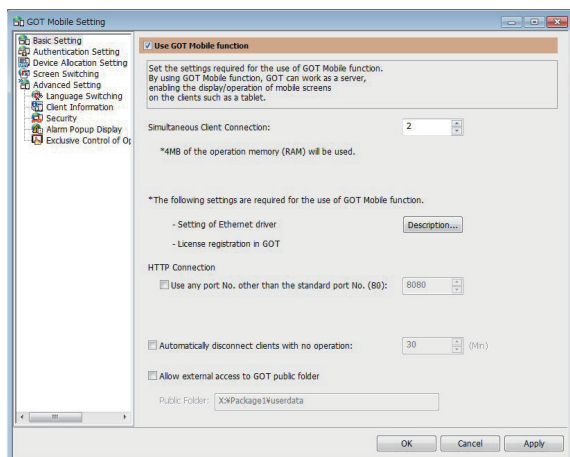 GOT Mobile Setting
Basic Setting
Authentication Setting
Device Allocation Setting
Screen Switching
Advanced Setting
Language Switching
Client Information
Security
Alarm Popup Display
Exclusive Control of Op
Use GOT Mobile function
Set the settings required for the use of GOT Mobile function.
By using GOT Mobile function, GOT can work as a server,
enabling the display/operation of mobile screens
on the clients such as a tablet.
Simultaneous Client Connection: 2
*4MB of the operation memory (RAM) will be used.
*The following settings are required for the use of GOT Mobile function.
- Setting of Ethernet driver Description...
- License registration in GOT
HTTP Connection
Use any port No. other than the standard port No. (80): 8080
Automatically disconnect clients with no operation: 30 (Min)
Allow external access to GOT public folder
Public Folder: X:¥Package1¥userdata
OK Cancel Apply